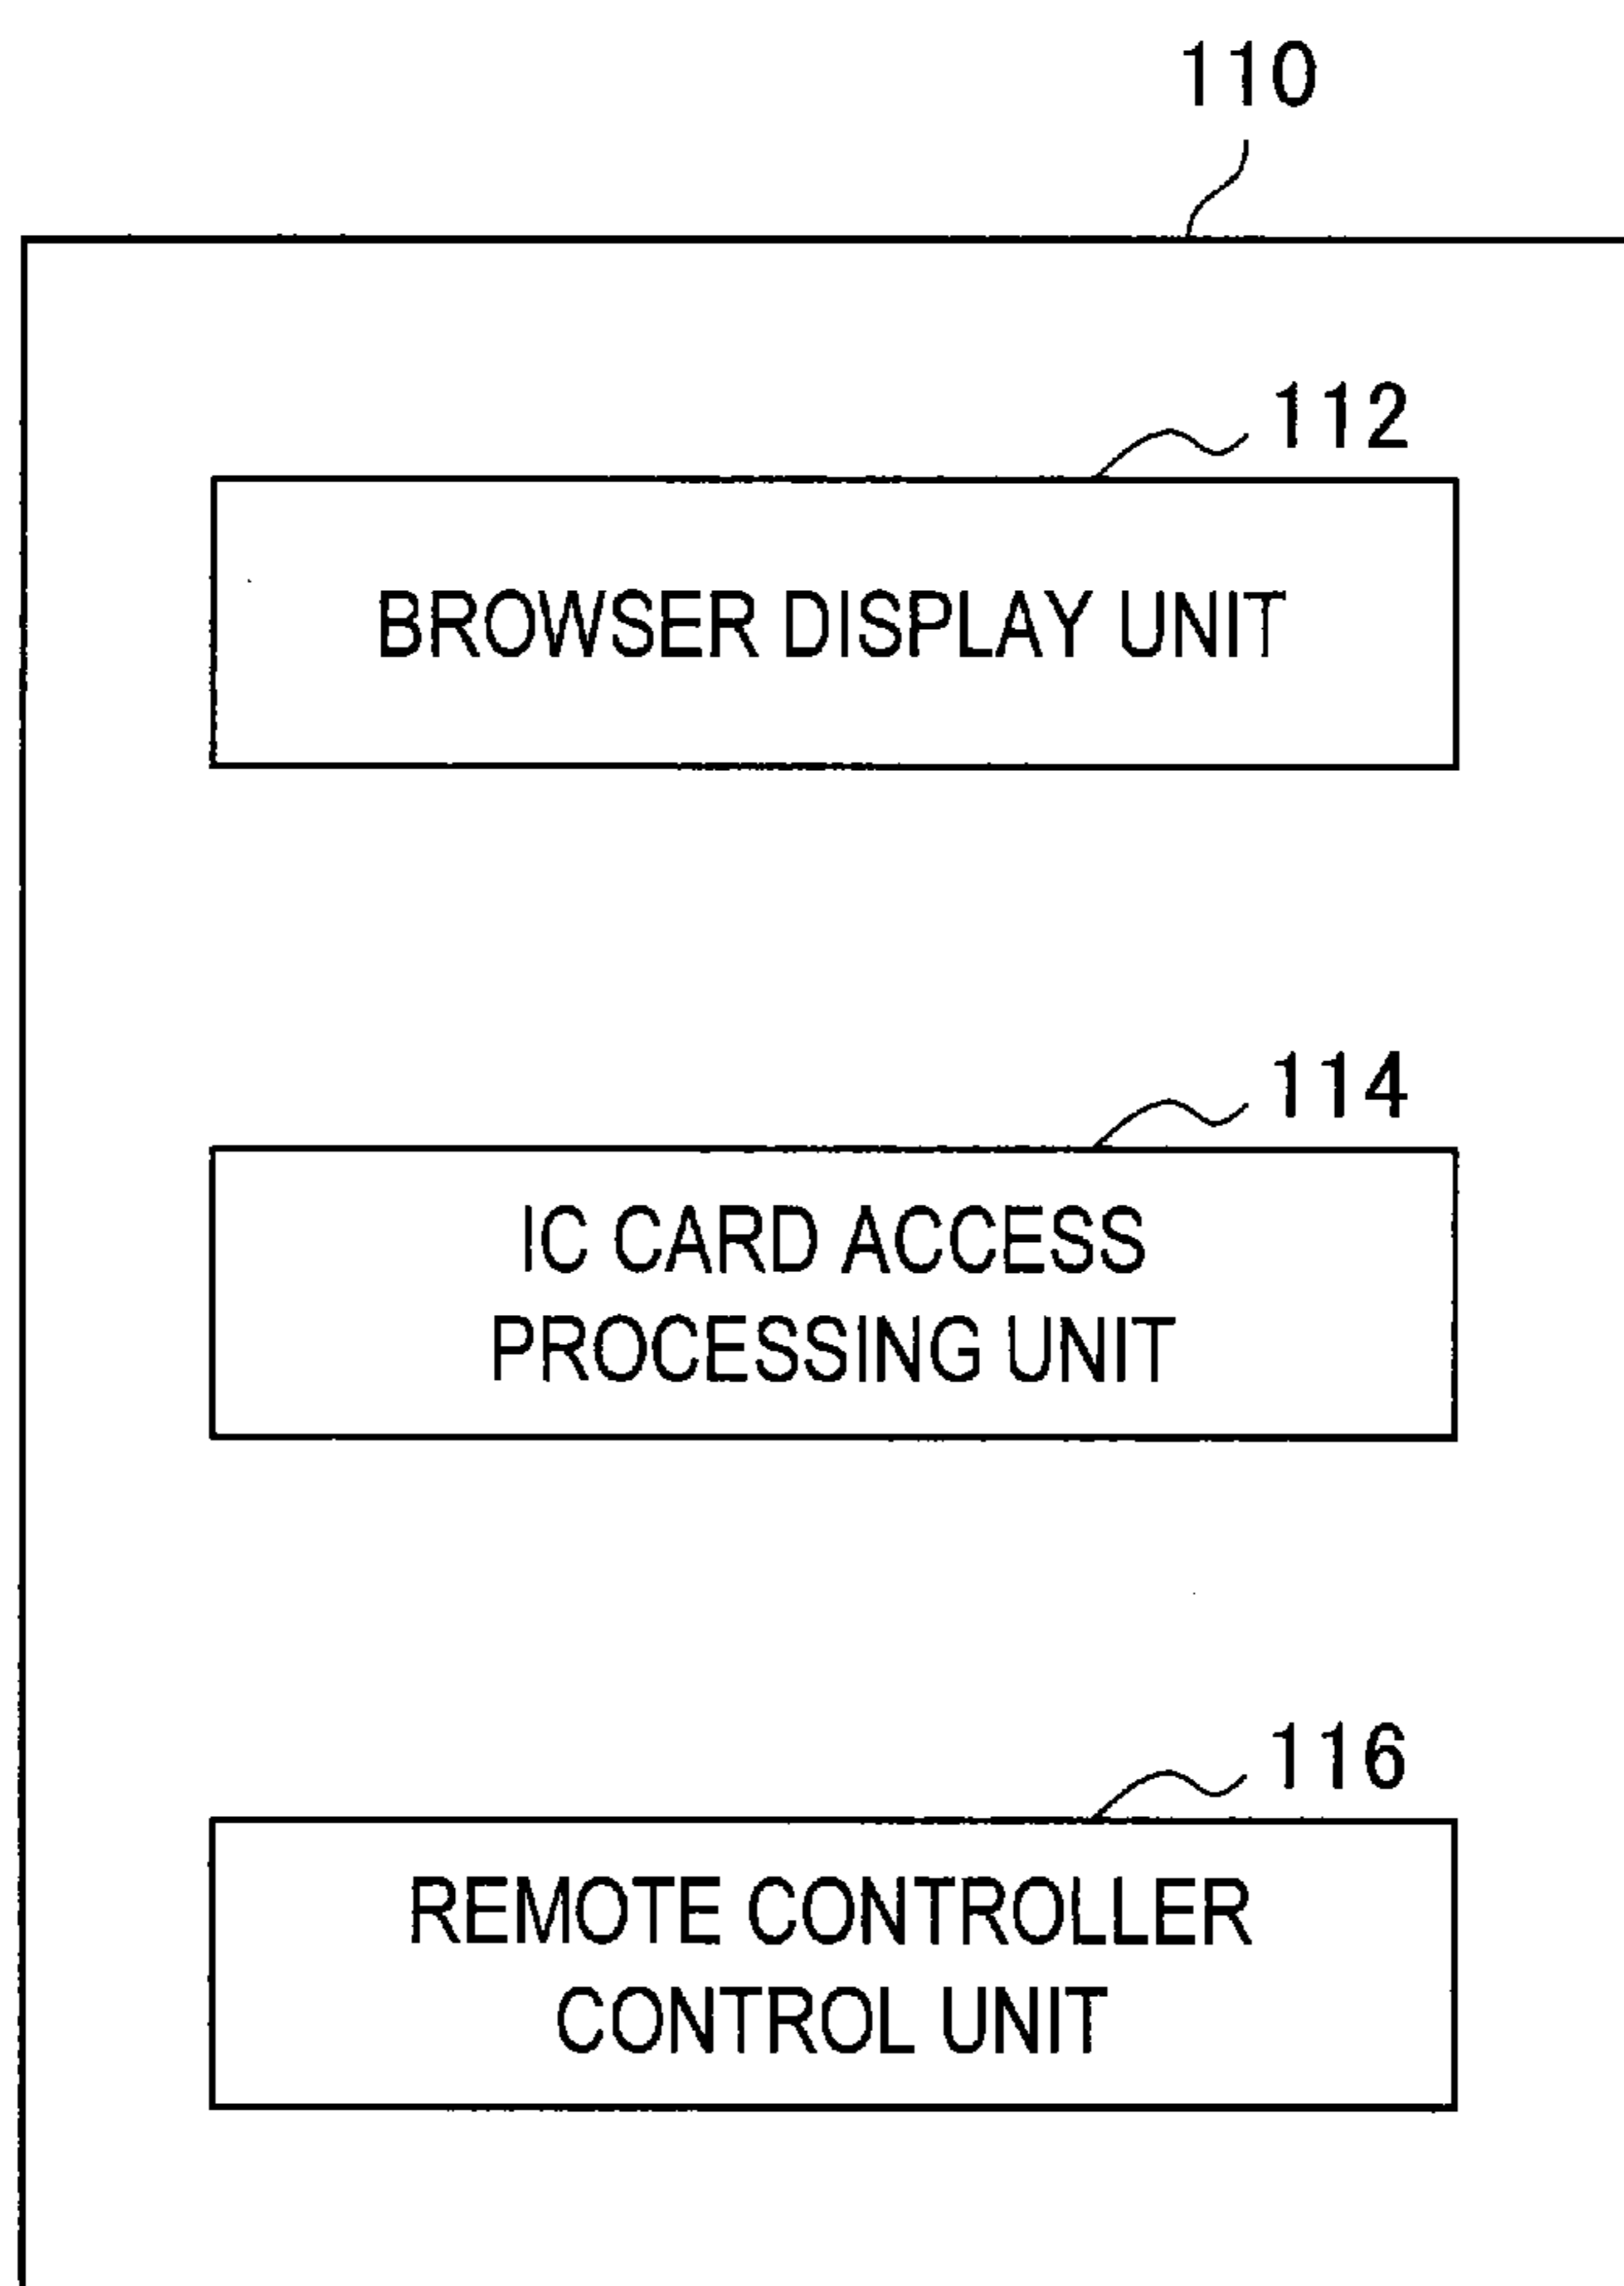 110
112
BROWSER DISPLAY UNIT
114
IC CARD ACCESS
PROCESSING UNIT
116
REMOTE CONTROLLER
CONTROL UNIT